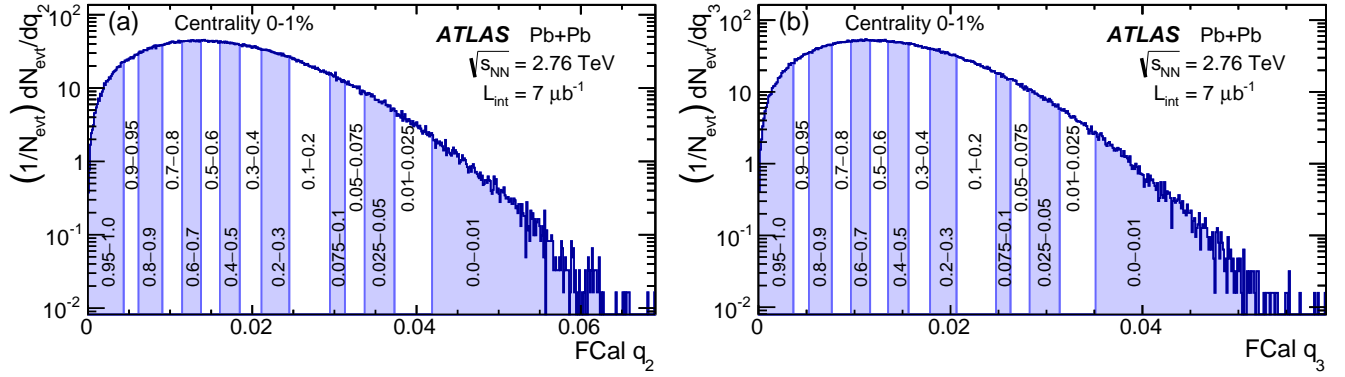 (a) Centrality 0-1%
ATLAS Pb+Pb
√sNN = 2.76 TeV
Lint = 7 μb-1
(1/Nevt) dNevt/dq2
10^2
10
1
10^-1
10^-2
0.95–1.0
0.9–0.95
0.8–0.9
0.7–0.8
0.6–0.7
0.5–0.6
0.4–0.5
0.3–0.4
0.2–0.3
0.1–0.2
0.075–0.1
0.05–0.075
0.025–0.05
0.01–0.025
0.0–0.01
0 0.02 0.04 0.06
FCal q2
(b) Centrality 0-1%
ATLAS Pb+Pb
√sNN = 2.76 TeV
Lint = 7 μb-1
(1/Nevt) dNevt/dq3
10^2
10
1
10^-1
10^-2
0.95–1.0
0.9–0.95
0.8–0.9
0.7–0.8
0.6–0.7
0.5–0.6
0.4–0.5
0.3–0.4
0.2–0.3
0.1–0.2
0.075–0.1
0.05–0.075
0.025–0.05
0.01–0.025
0.0–0.01
0 0.02 0.04
FCal q3